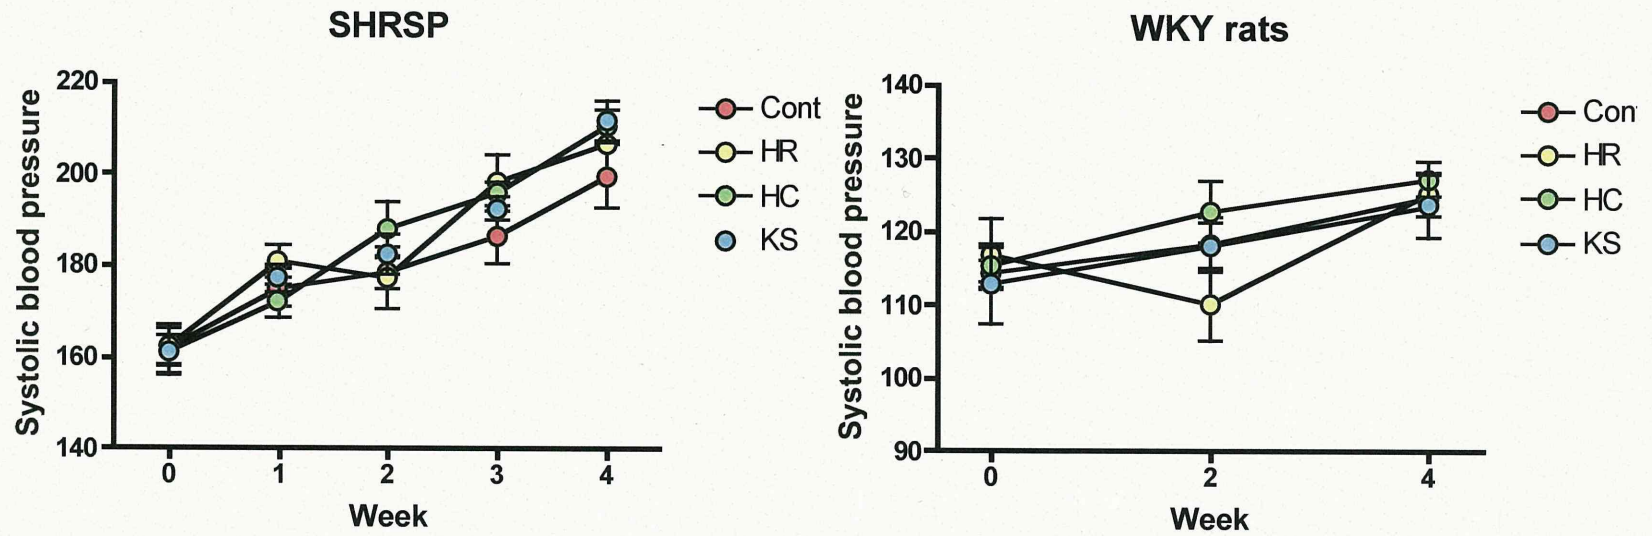 SHRSP
Systolic blood pressure
220
200
180
160
140
0 1 2 3 4
Week
Cont
HR
HC
KS
WKY rats
Systolic blood pressure
140
130
120
110
100
90
0 2 4
Week
Con
HR
HC
KS